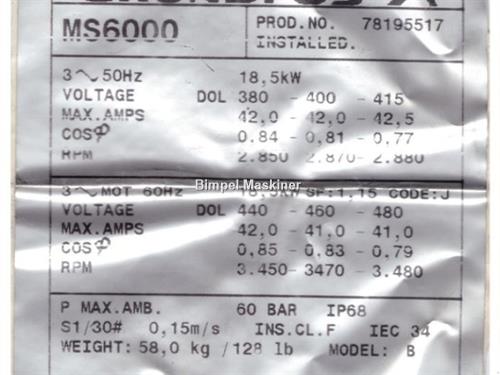 GRUNDFOS
MS6000 PROD.NO. 78195517
INSTALLED.
3~50Hz 18,5kW
VOLTAGE DOL 380 - 400 - 415
MAX.AMPS 42,0 - 42,0 - 42,5
COSφ 0,84 - 0,81 - 0,77
RPM 2.850 - 2.870- 2.880
Bimpel Maskiner
3~MOT 60Hz 18,5kW SF:1,15 CODE:J
VOLTAGE DOL 440 - 460 - 480
MAX.AMPS 42,0 - 41,0 - 41,0
COSφ 0,85 - 0,83 - 0,79
RPM 3.450- 3470 - 3.480
P MAX.AMB. 60 BAR IP68
S1/30# 0,15m/s INS.CL.F IEC 34
WEIGHT: 58,0 kg /128 lb MODEL: B